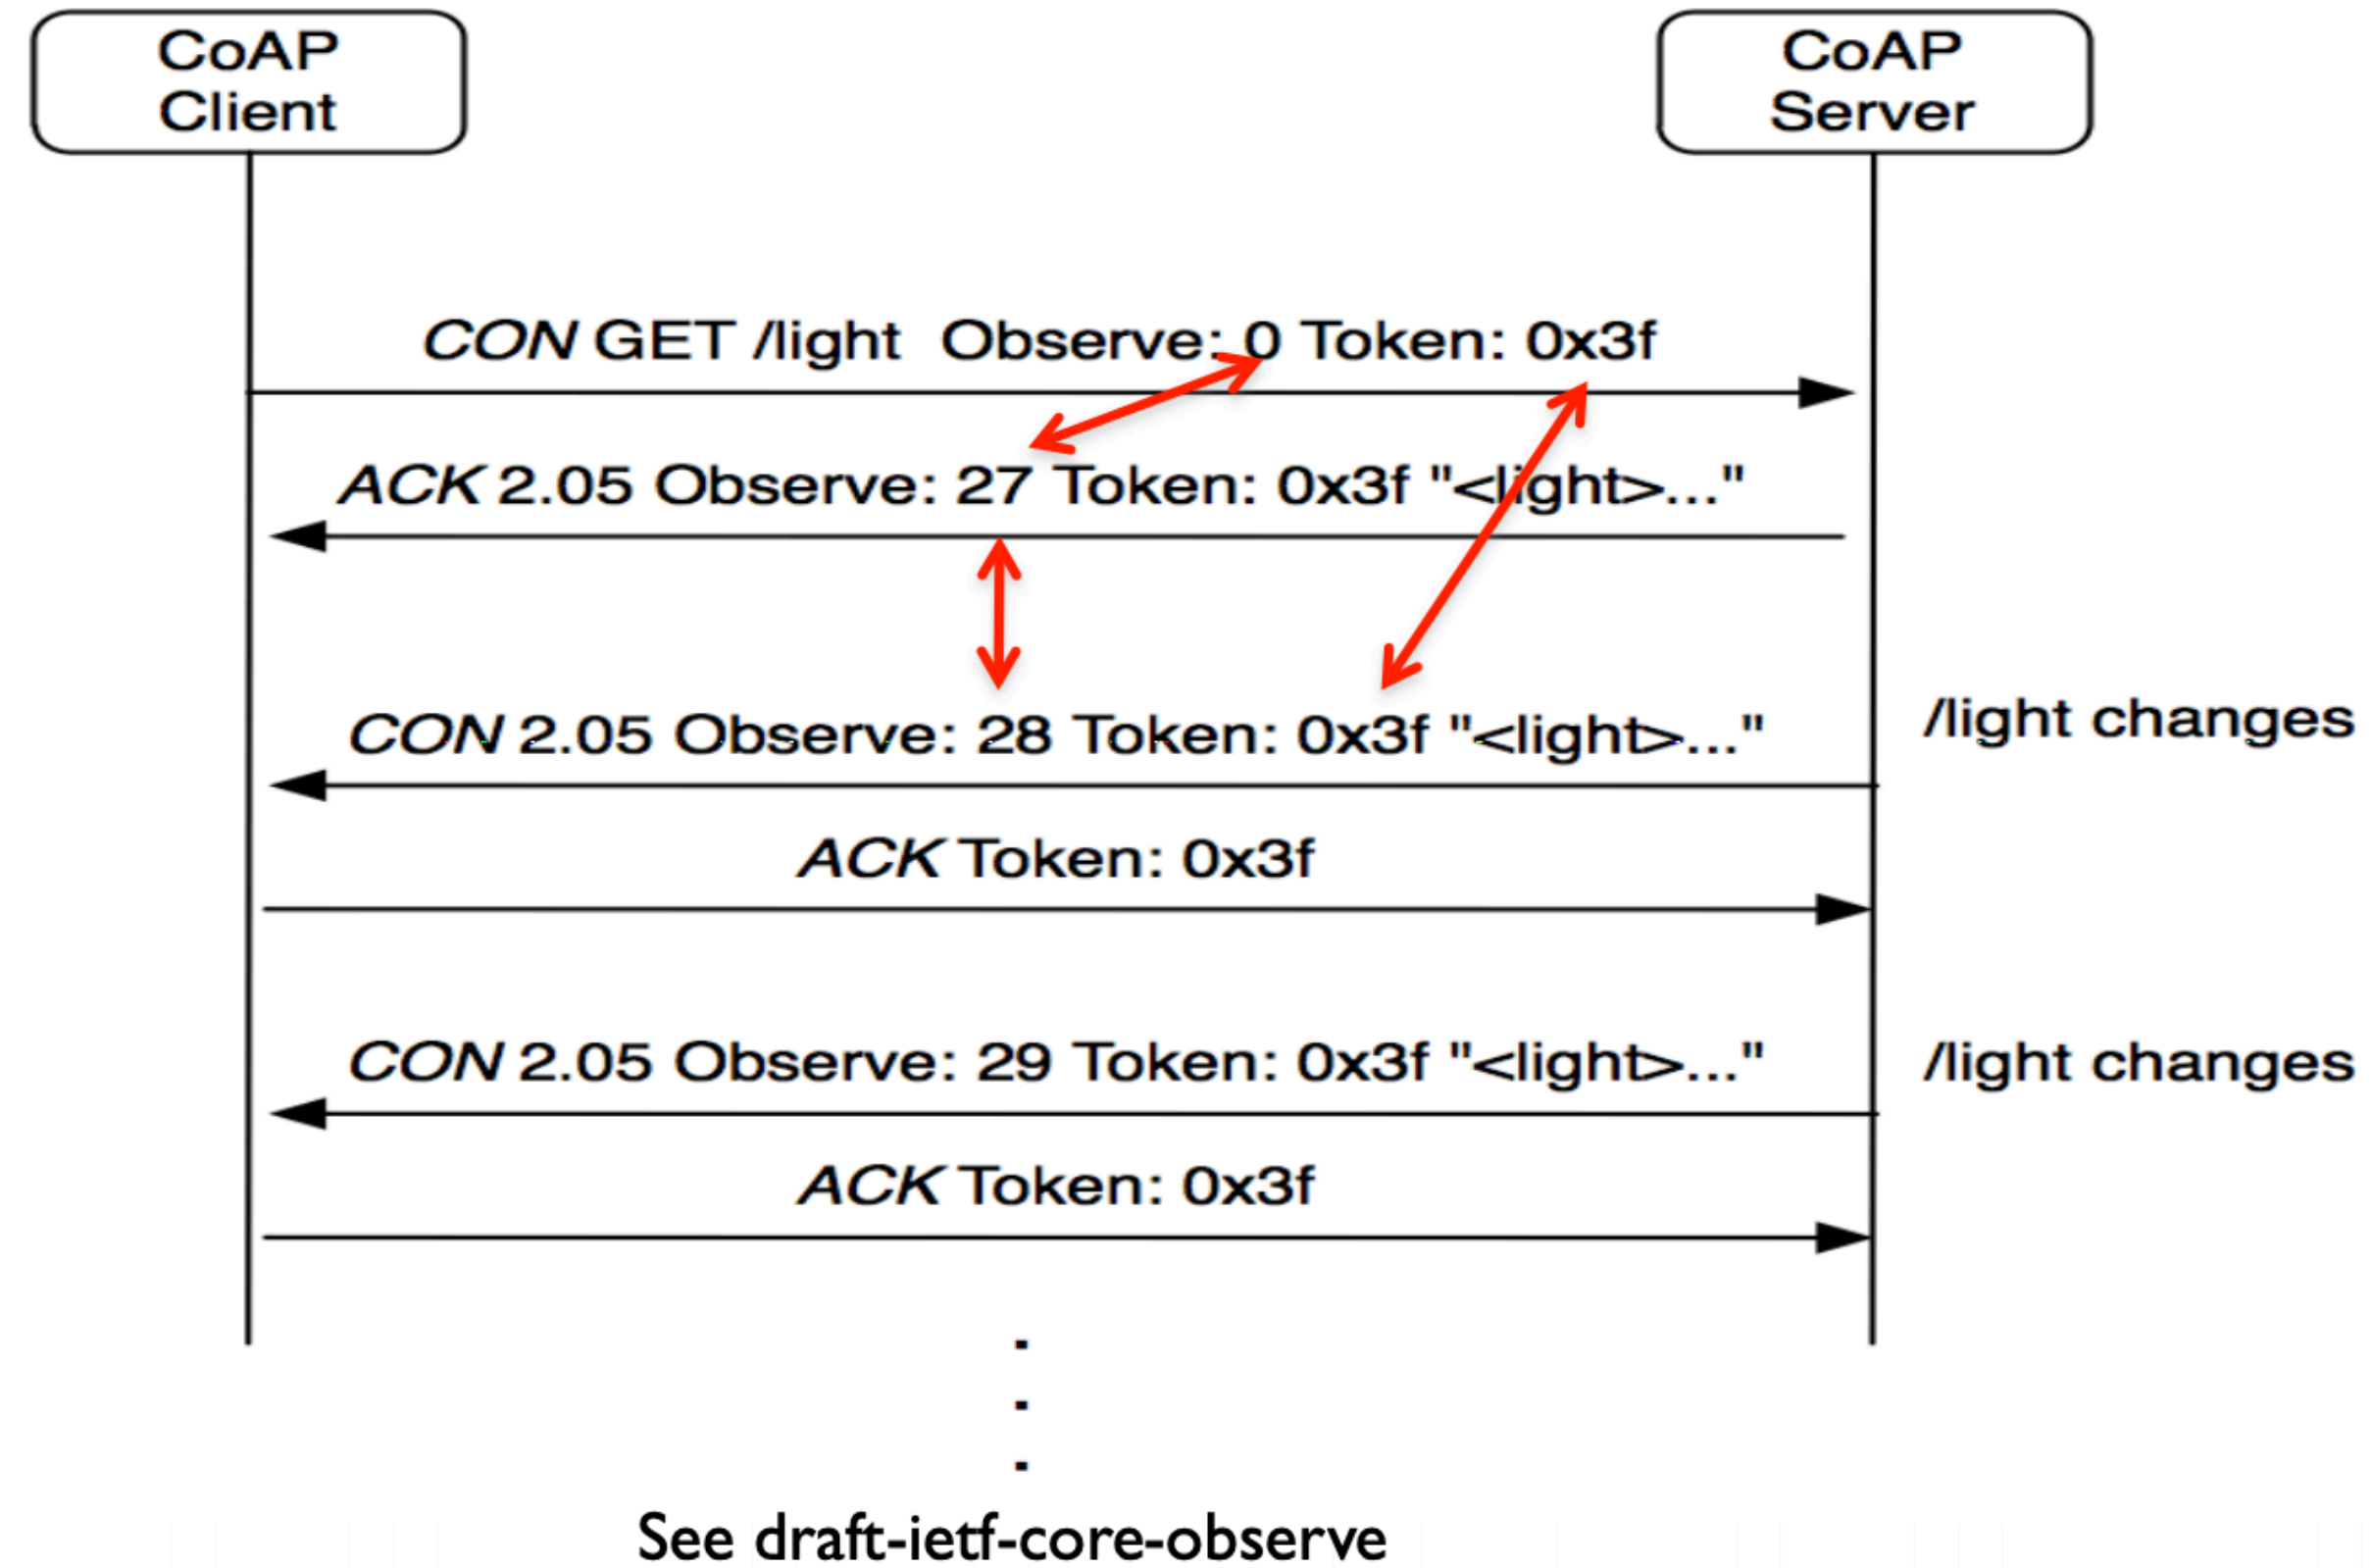 CoAP
Client
CoAP
Server
CON GET /light Observe: 0 Token: 0x3f
ACK 2.05 Observe: 27 Token: 0x3f "<light>..."
CON 2.05 Observe: 28 Token: 0x3f "<light>..."
/light changes
ACK Token: 0x3f
CON 2.05 Observe: 29 Token: 0x3f "<light>..."
/light changes
ACK Token: 0x3f
See draft-ietf-core-observe